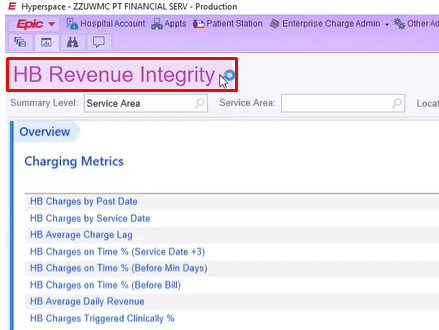 Hyperspace - ZZUWMC PT FINANCIAL SERV - Production
Epic Hospital Account Appts Patient Station Enterprise Charge Admin Other Ad
HB Revenue Integrity
Summary Level: Service Area Service Area: Locat
Overview
Charging Metrics
HB Charges by Post Date
HB Charges by Service Date
HB Average Charge Lag
HB Charges on Time % (Service Date +3)
HB Charges on Time % (Before Min Days)
HB Charges on Time % (Before Bill)
HB Average Daily Revenue
HB Charges Triggered Clinically %